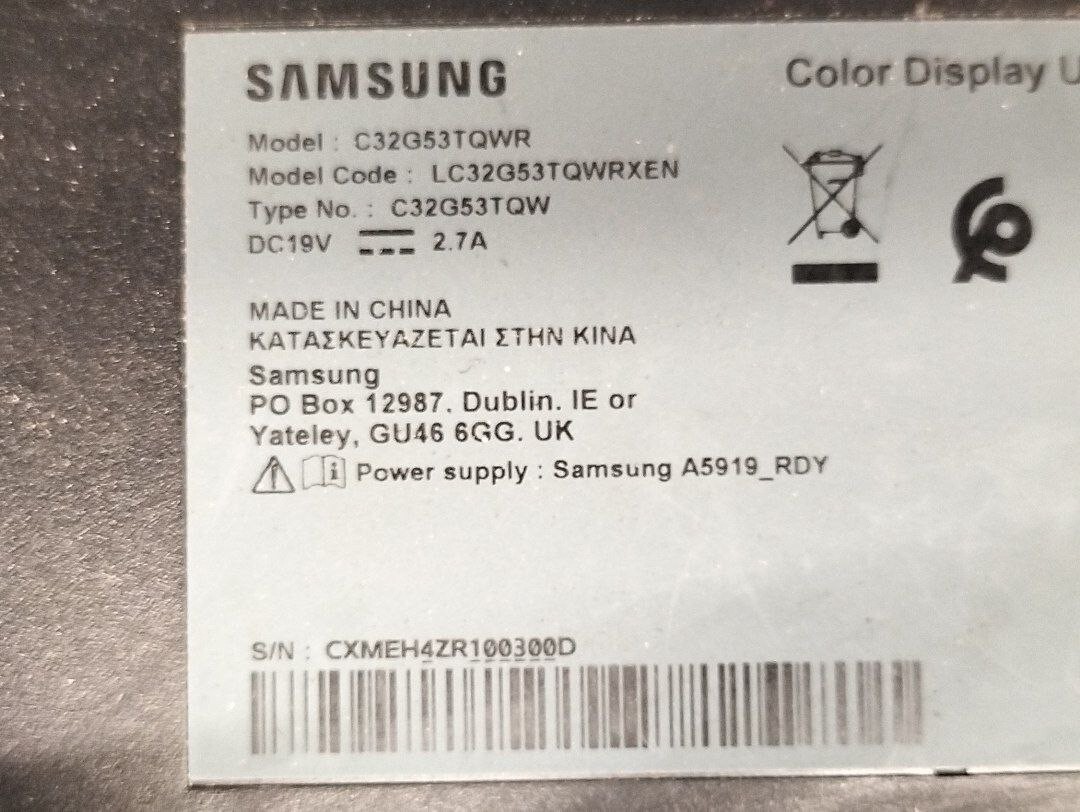 SAMSUNG
Color Display U
Model : C32G53TQWR
Model Code : LC32G53TQWRXEN
Type No. : C32G53TQW
DC19V 2.7A
MADE IN CHINA
ΚΑΤΑΣΚΕΥΑΖΕΤΑΙ ΣΤΗΝ ΚΙΝΑ
Samsung
PO Box 12987. Dublin. IE or
Yateley, GU46 6GG. UK
Power supply : Samsung A5919_RDY
S/N : CXMEH4ZR100300D